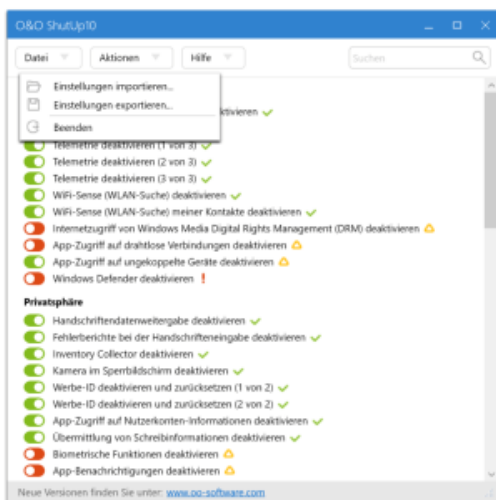 O&O ShutUp10
Datei
Aktionen
Hilfe
Suchen
Einstellungen importieren...
Einstellungen exportieren...
Beenden
ktivieren
Telemetrie deaktivieren (1 von 3)
Telemetrie deaktivieren (2 von 3)
Telemetrie deaktivieren (3 von 3)
WiFi-Sense (WLAN-Suche) deaktivieren
WiFi-Sense (WLAN-Suche) meiner Kontakte deaktivieren
Internetzugriff von Windows Media Digital Rights Management (DRM) deaktivieren
App-Zugriff auf drahtlose Verbindungen deaktivieren
App-Zugriff auf ungekoppelte Geräte deaktivieren
Windows Defender deaktivieren
Privatsphäre
Handschriftendatenweitergabe deaktivieren
Fehlerberichte bei der Handschrifteneingabe deaktivieren
Inventory Collector deaktivieren
Kamera im Sperrbildschirm deaktivieren
Werbe-ID deaktivieren und zurücksetzen (1 von 2)
Werbe-ID deaktivieren und zurücksetzen (2 von 2)
App-Zugriff auf Nutzerkonten-Informationen deaktivieren
Übermittlung von Schreibinformationen deaktivieren
Biometrische Funktionen deaktivieren
App-Benachrichtigungen deaktivieren
Neue Versionen finden Sie unter: www.oo-software.com